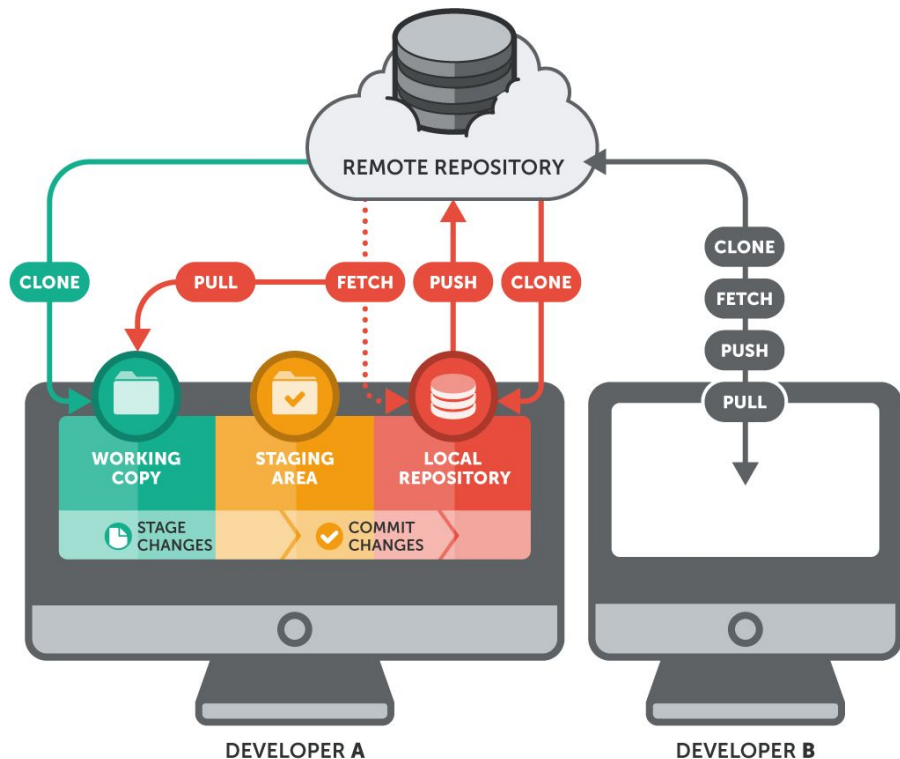 REMOTE REPOSITORY
CLONE
PULL
FETCH
PUSH
CLONE
CLONE
FETCH
PUSH
PULL
WORKING
COPY
STAGING
AREA
LOCAL
REPOSITORY
STAGE
CHANGES
COMMIT
CHANGES
DEVELOPER A
DEVELOPER B